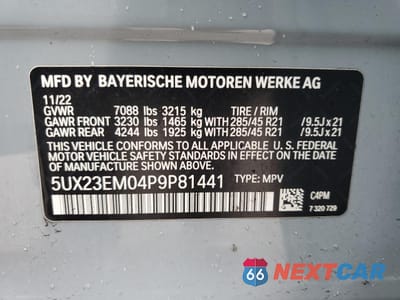 MFD BY BAYERISCHE MOTOREN WERKE AG
11/22
GVWR 7088 lbs 3215 kg TIRE / RIM
GAWR FRONT 3230 lbs 1465 kg WITH 285/45 R21 /9.5J x 21
GAWR REAR 4244 lbs 1925 kg WITH 285/45 R21 /9.5J x 21
THIS VEHICLE CONFORMS TO ALL APPLICABLE U. S. FEDERAL
MOTOR VEHICLE SAFETY STANDARDS IN EFFECT ON THE DATE
OF MANUFACTURE SHOWN ABOVE.
5UX23EM04P9P81441 TYPE: MPV
C4PM
7 320 729
66 NEXTCAR